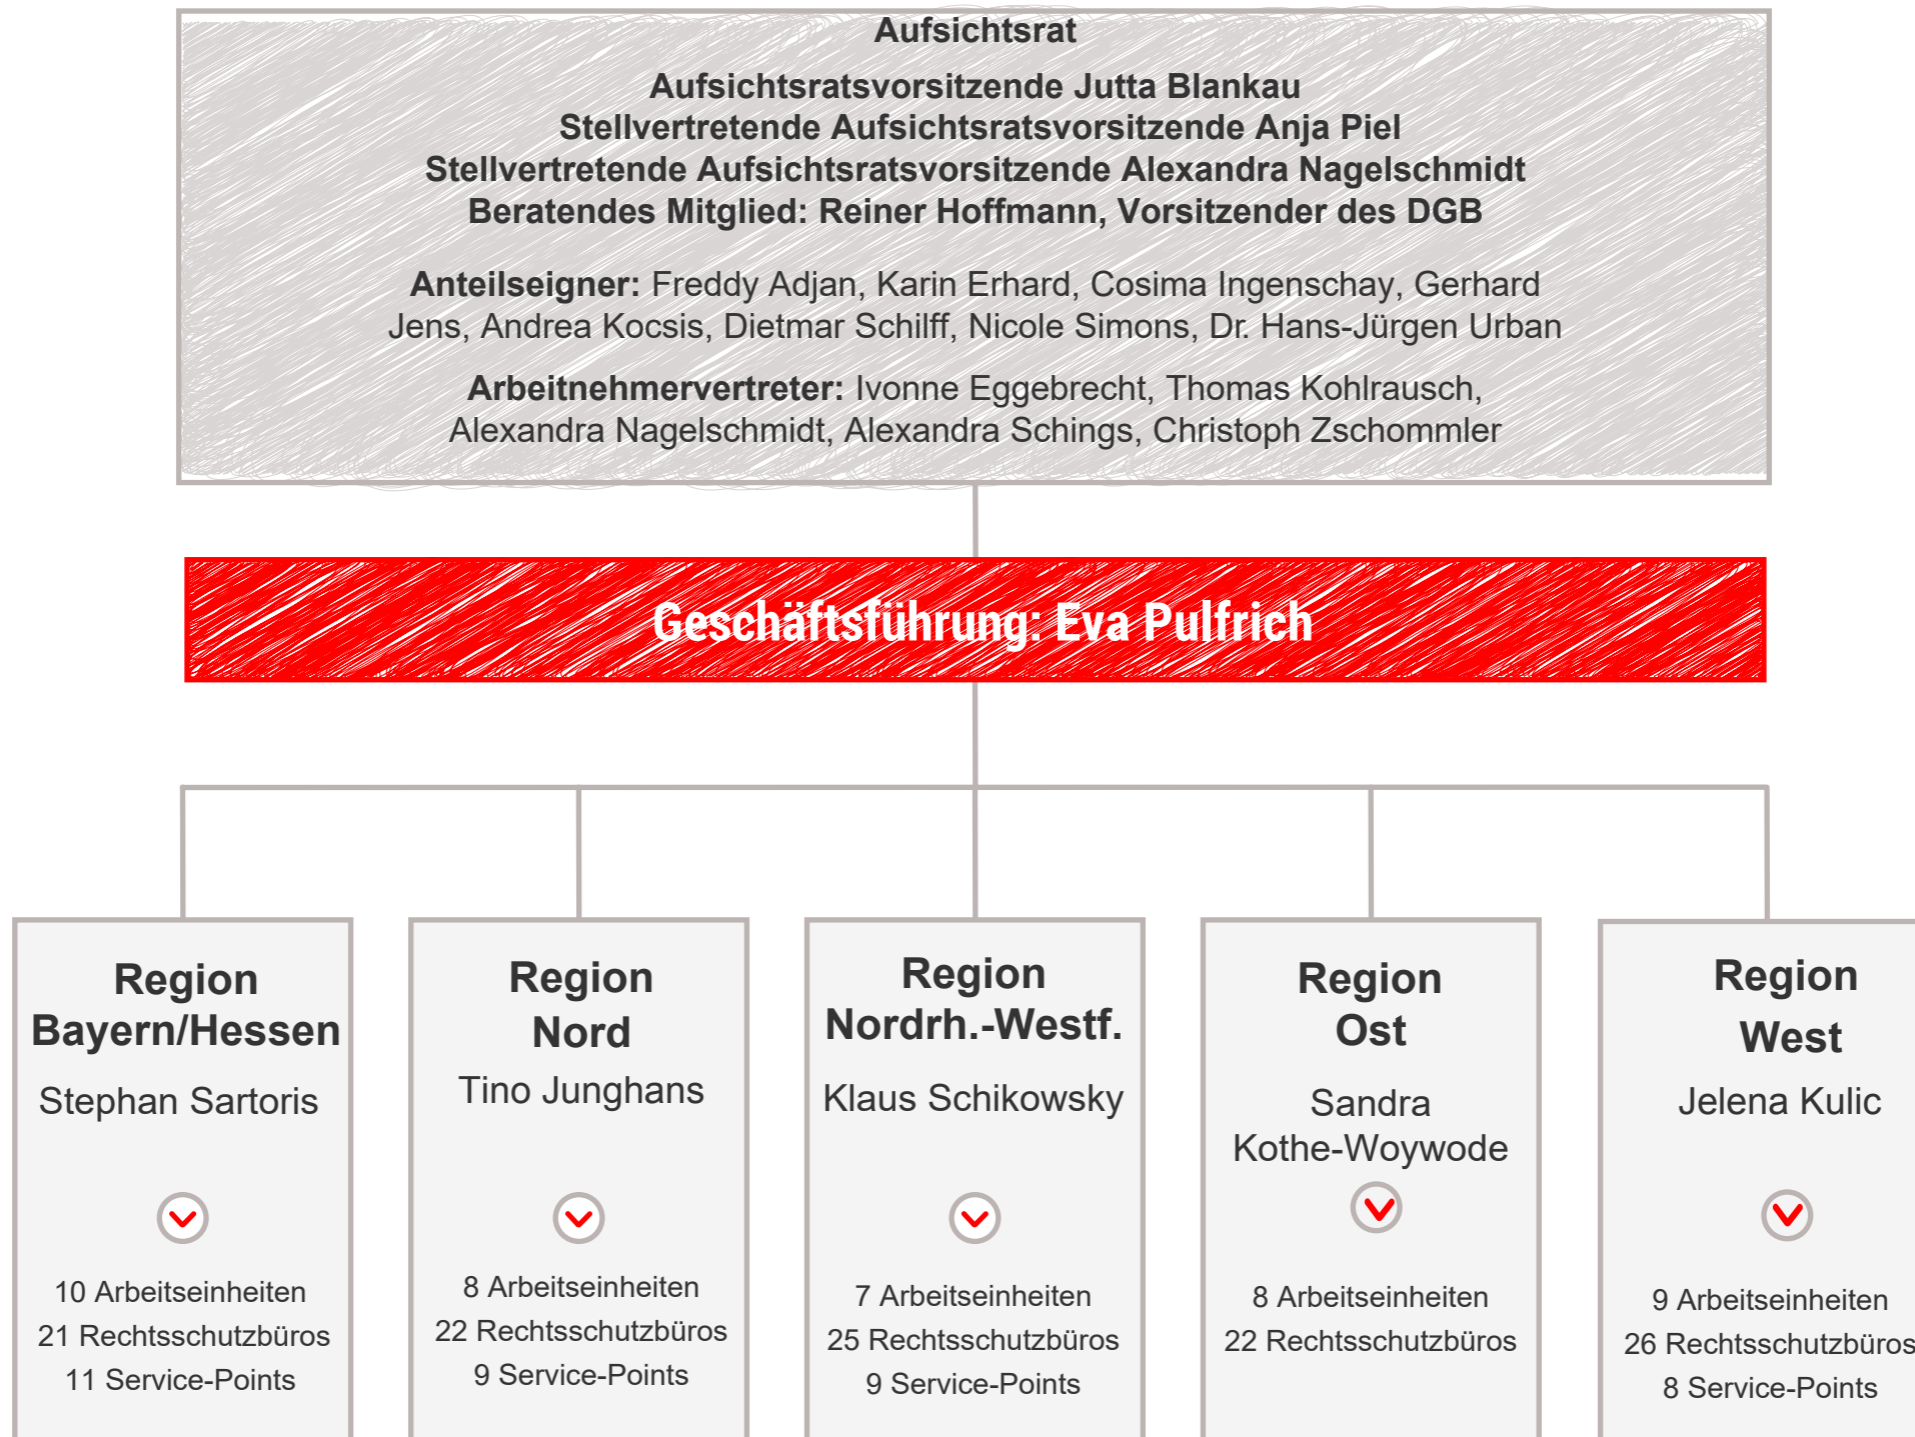 Aufsichtsrat
Aufsichtsratsvorsitzende Jutta Blankau
Stellvertretende Aufsichtsratsvorsitzende Anja Piel
Stellvertretende Aufsichtsratsvorsitzende Alexandra Nagelschmidt
Beratendes Mitglied: Reiner Hoffmann, Vorsitzender des DGB
Anteilseigner: Freddy Adjan, Karin Erhard, Cosima Ingenschay, Gerhard
Jens, Andrea Kocsis, Dietmar Schilff, Nicole Simons, Dr. Hans-Jürgen Urban
Arbeitnehmervertreter: Ivonne Eggebrecht, Thomas Kohlrausch,
Alexandra Nagelschmidt, Alexandra Schings, Christoph Zschommler
Geschäftsführung: Eva Pulfrich
Region
Bayern/Hessen
Stephan Sartoris
10 Arbeitseinheiten
21 Rechtsschutzbüros
11 Service-Points
Region
Nord
Tino Junghans
8 Arbeitseinheiten
22 Rechtsschutzbüros
9 Service-Points
Region
Nordrh.-Westf.
Klaus Schikowsky
7 Arbeitseinheiten
25 Rechtsschutzbüros
9 Service-Points
Region
Ost
Sandra
Kothe-Woywode
8 Arbeitseinheiten
22 Rechtsschutzbüros
Region
West
Jelena Kulic
9 Arbeitseinheiten
26 Rechtsschutzbüros
8 Service-Points